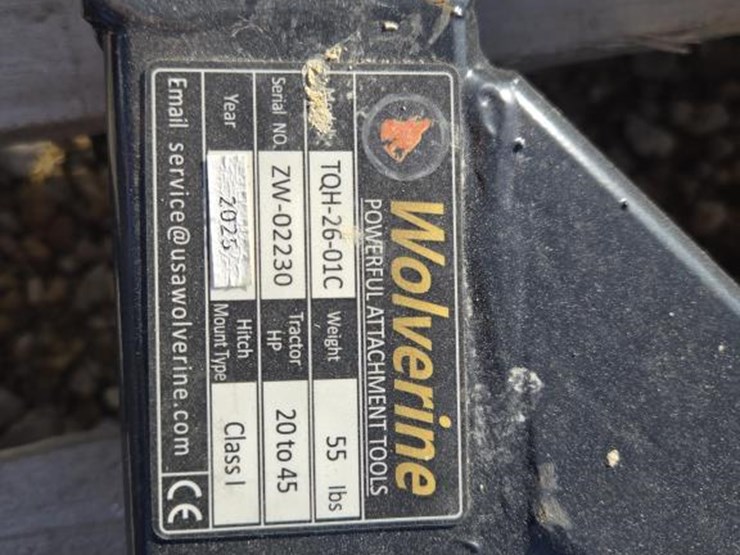 Wolverine
POWERFUL ATTACHMENT TOOLS
TQH-26-01C Weight 55 lbs
Serial NO. ZW-02230 Tractor HP 20 to 45
Year Hitch Mount Type Class I
Email service@usawolverine.com CE